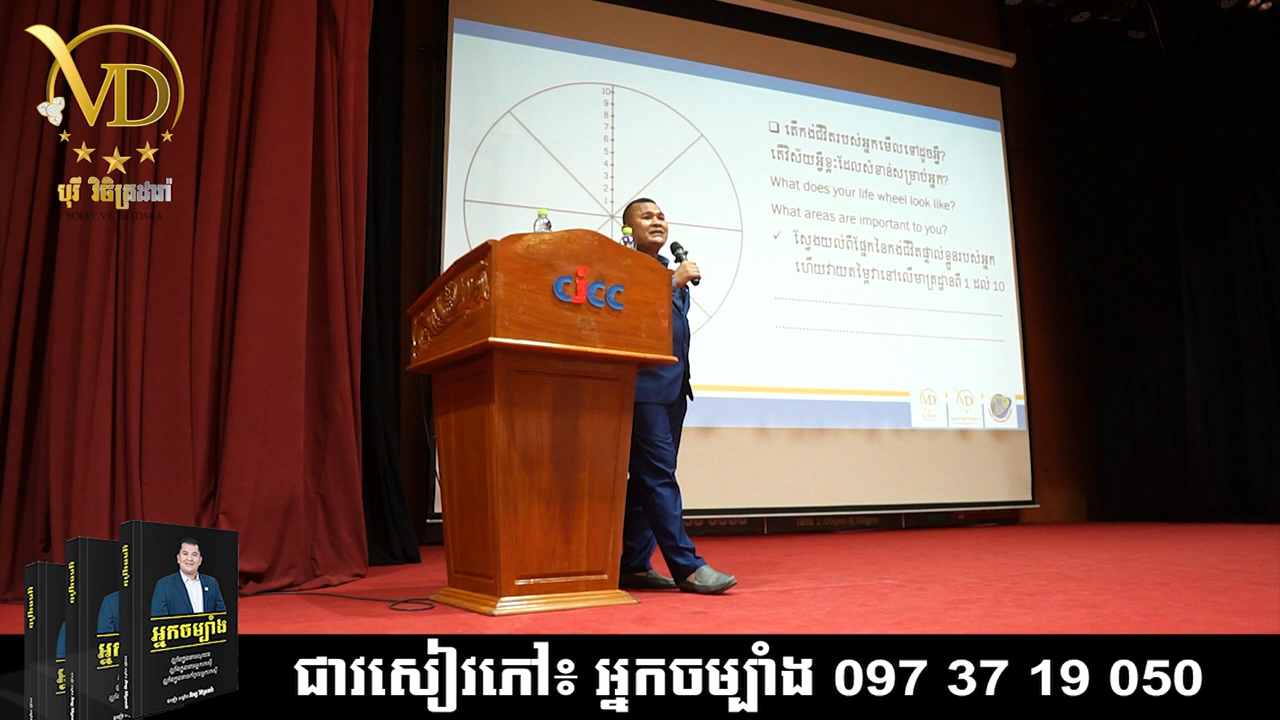 VD
បុរី វិចិត្រដារ៉ា
BOREY VICHETDARA
10
9
8
7
6
5
4
3
2
1
❑ តើកង់ជីវិតរបស់អ្នកមើលទៅដូចអ្វី?
តើវិស័យអ្វីខ្លះដែលសំខាន់សម្រាប់អ្នក?
What does your life wheel look like?
What areas are important to you?
✓ ស្វែងយល់ពីផ្នែកនៃកង់ជីវិតផ្ទាល់ខ្លួនរបស់អ្នក
ហើយវាយតម្លៃវានៅលើមាត្រដ្ឋានពី 1 ដល់ 10
cjcc
VD
VD
អ្នកចម្បាំង
ជាវសៀវភៅ៖ អ្នកចម្បាំង 097 37 19 050